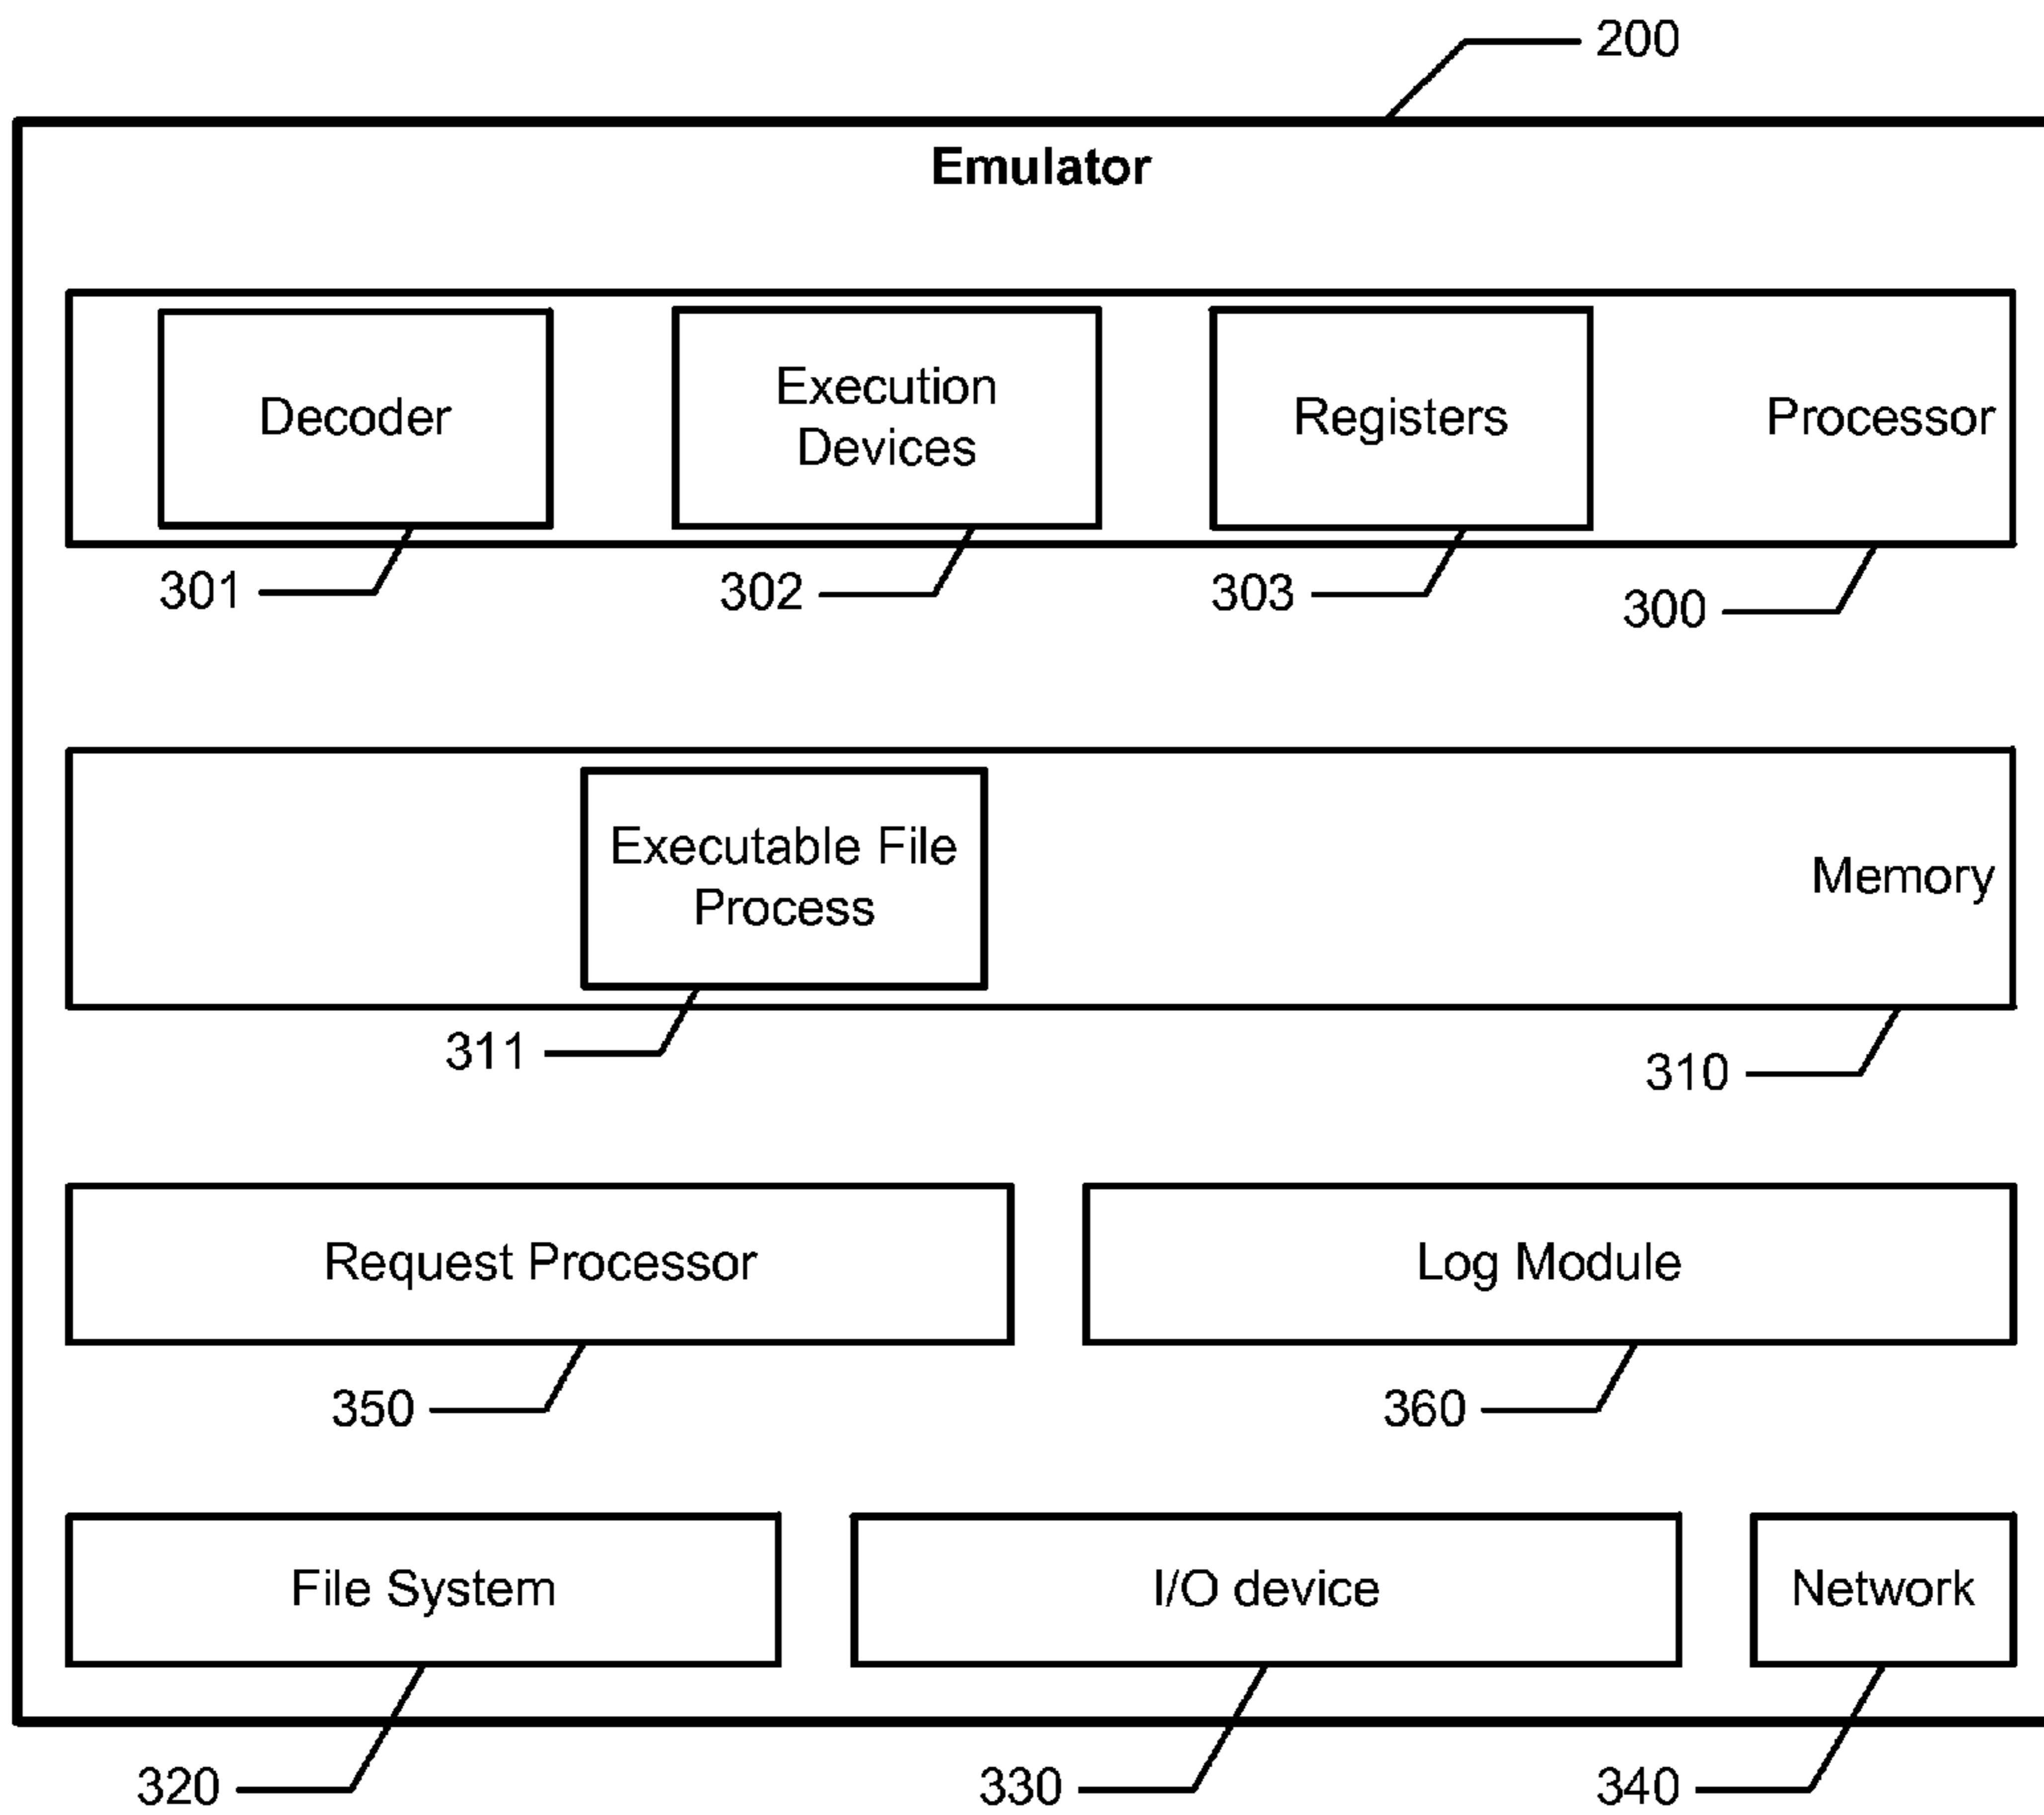 200
Emulator
Decoder
Execution
Devices
Registers
Processor
301
302
303
300
Executable File
Process
Memory
311
310
Request Processor
Log Module
350
360
File System
I/O device
Network
320
330
340